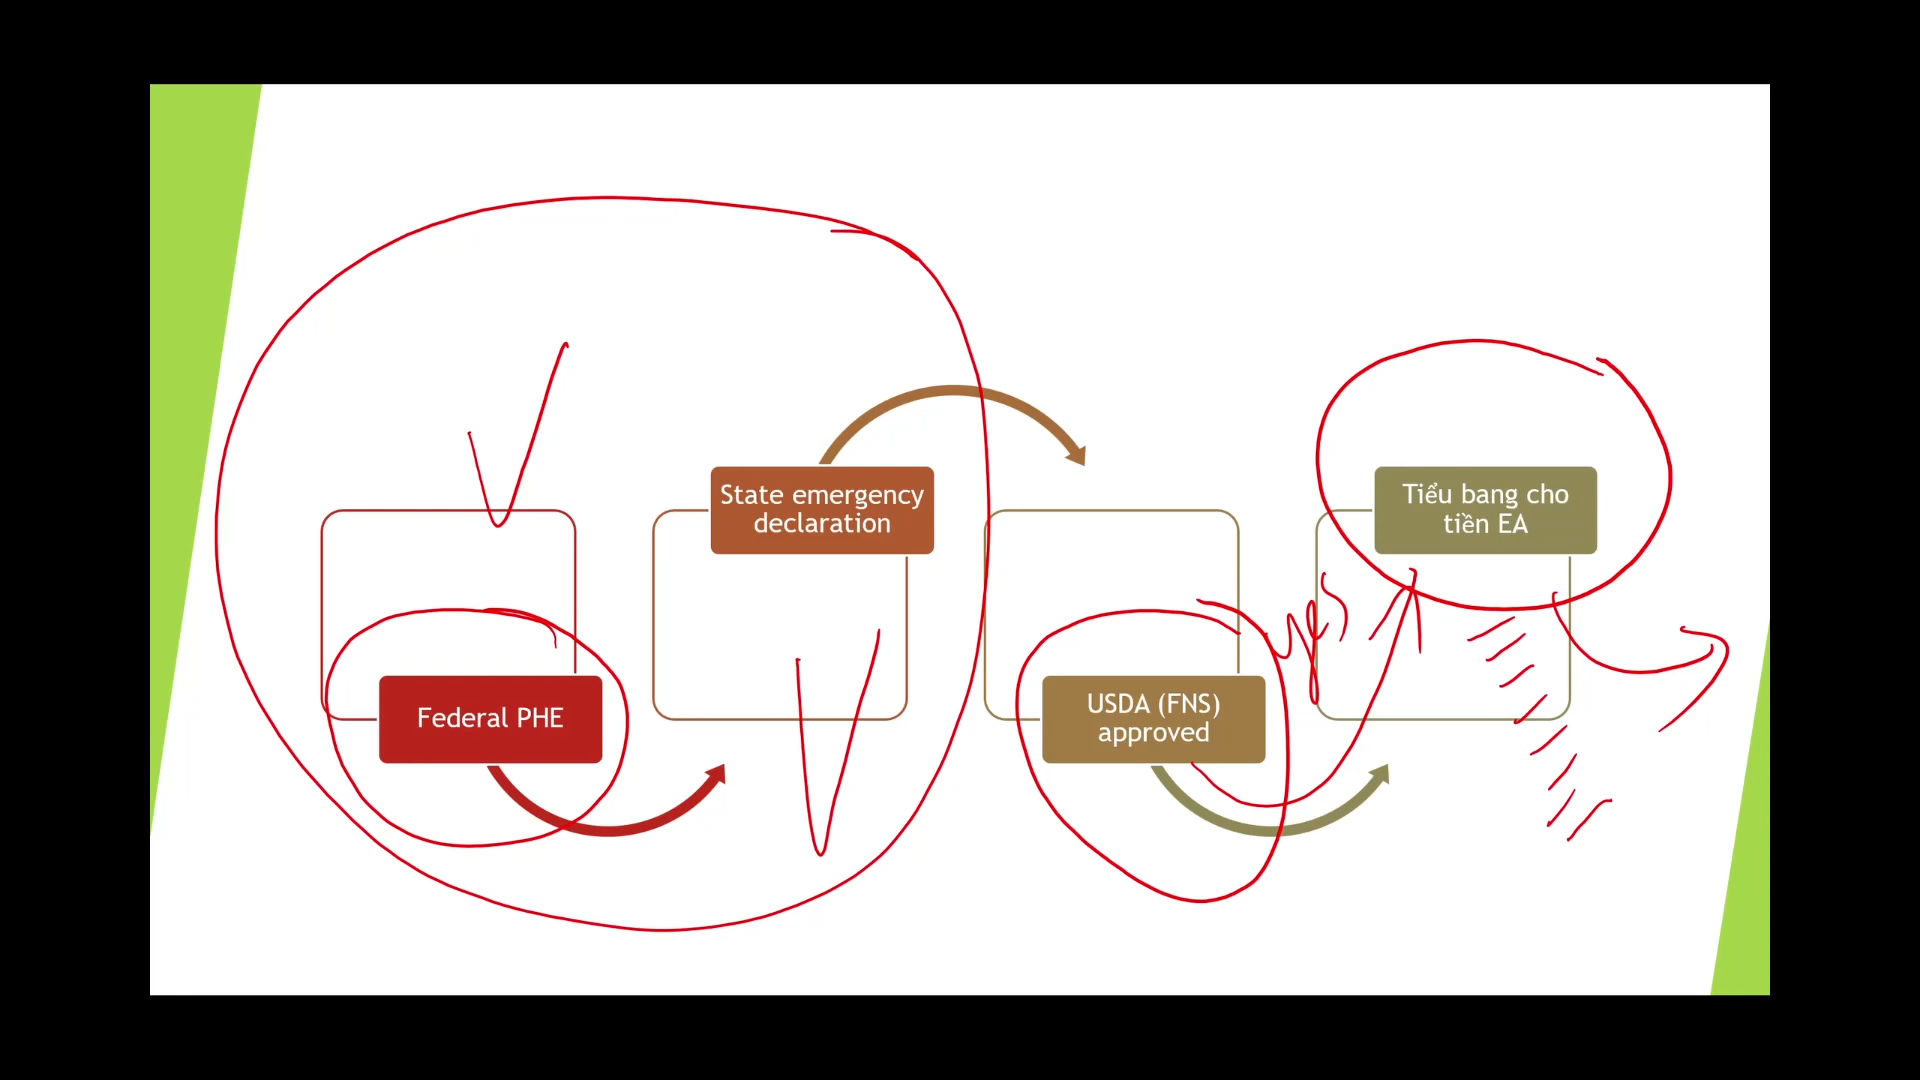 Federal PHE
State emergency
declaration
USDA (FNS)
approved
Tiểu bang cho
tiền EA